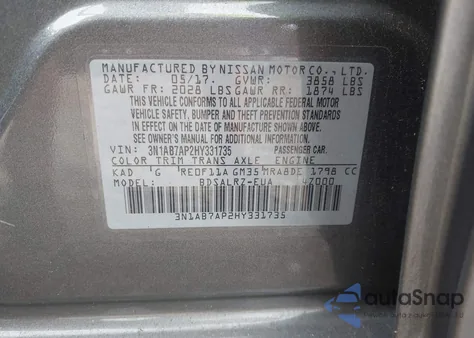 MANUFACTURED BY NISSAN MOTOR CO., LTD.
DATE: 05/17. GVWR: 3858 LBS
GAWR FR: 2028 LBS GAWR RR: 1874 LBS
THIS VEHICLE CONFORMS TO ALL APPLICABLE FEDERAL MOTOR
VEHICLE SAFETY, BUMPER, AND THEFT PREVENTION STANDARDS
IN EFFECT ON THE DATE OF MANUFACTURE SHOWN ABOVE.
SEE OWNER'S MANUAL FOR ADDITIONAL INFORMATION.
VIN: 3N1AB7AP2HY331735 PASSENGER CAR
COLOR TRIM TRANS AXLE ENGINE
KAD 'G 'RE0F11A GM35'MRA8DE 1798 CC
MODEL: BDSALRZ-EUA 4Z000
3N1AB7AP2HY331735
autoSnap